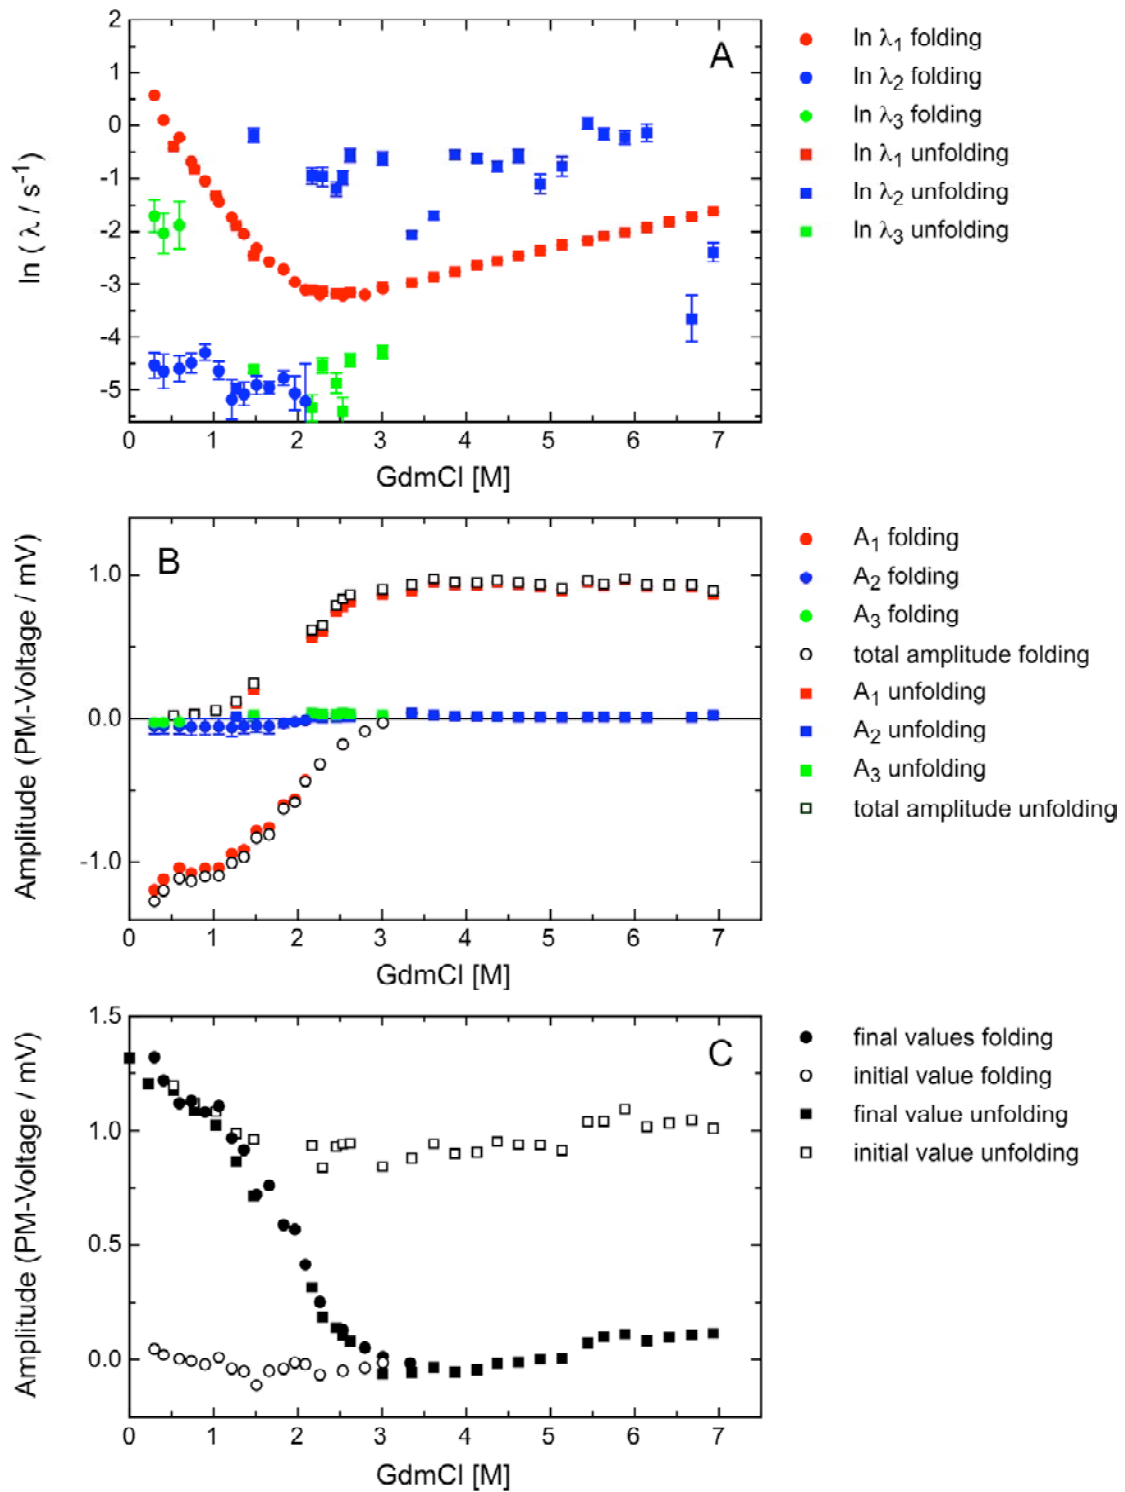 A
2
1
0
-1
-2
-3
-4
-5
ln ( λ / s⁻¹)
0 1 2 3 4 5 6 7
GdmCl [M]
ln λ₁ folding
ln λ₂ folding
ln λ₃ folding
ln λ₁ unfolding
ln λ₂ unfolding
ln λ₃ unfolding
B
1.0
0.0
-1.0
Amplitude (PM-Voltage / mV)
0 1 2 3 4 5 6 7
GdmCl [M]
A₁ folding
A₂ folding
A₃ folding
total amplitude folding
A₁ unfolding
A₂ unfolding
A₃ unfolding
total amplitude unfolding
C
1.5
1.0
0.5
0.0
Amplitude (PM-Voltage / mV)
0 1 2 3 4 5 6 7
GdmCl [M]
final values folding
initial value folding
final value unfolding
initial value unfolding